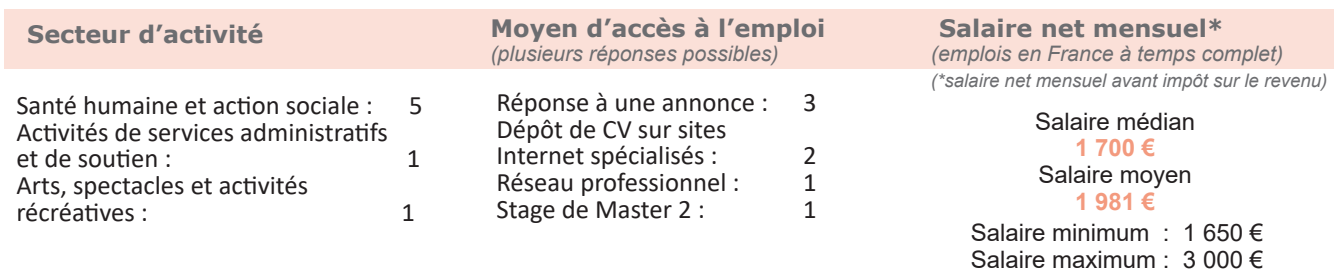 Secteur d’activité
Santé humaine et action sociale : 5
Activités de services administratifs
et de soutien : 1
Arts, spectacles et activités
récréatives : 1
Moyen d’accès à l’emploi
(plusieurs réponses possibles)
Réponse à une annonce : 3
Dépôt de CV sur sites
Internet spécialisés : 2
Réseau professionnel : 1
Stage de Master 2 : 1
Salaire net mensuel*
(emplois en France à temps complet)
(*salaire net mensuel avant impôt sur le revenu)
Salaire médian
1 700 €
Salaire moyen
1 981 €
Salaire minimum : 1 650 €
Salaire maximum : 3 000 €